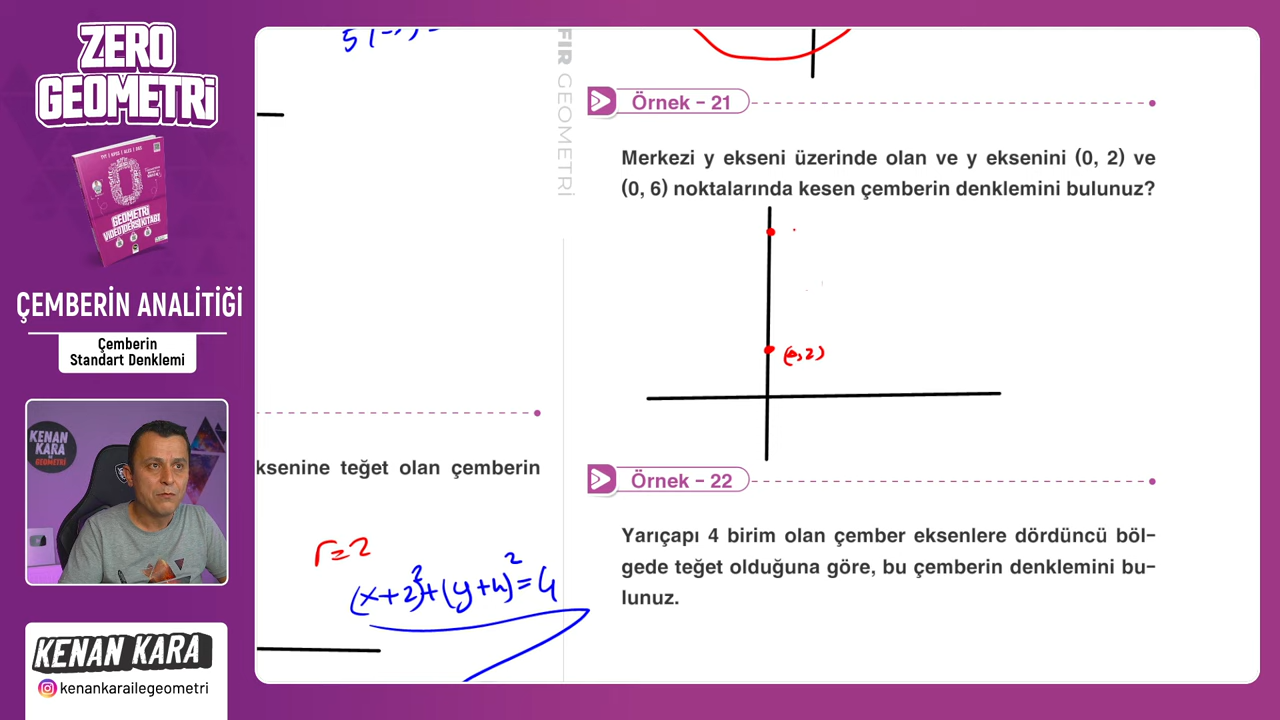 ZERO
GEOMETRİ
GEOMETRİ
VİDEO DERS KİTABI
ÇEMBERİN ANALİTİĞİ
Çemberin
Standart Denklemi
KENAN
KARA
GEOMETRİ
KENAN KARA
kenankarailegeometri
FIR GEOMETRİ
ksenine teğet olan çemberin
r=2
(x+2)²+(y+4)²=4
Örnek - 21
Merkezi y ekseni üzerinde olan ve y eksenini (0, 2) ve
(0, 6) noktalarında kesen çemberin denklemini bulunuz?
(0,2)
Örnek - 22
Yarıçapı 4 birim olan çember eksenlere dördüncü böl-
gede teğet olduğuna göre, bu çemberin denklemini bu-
lunuz.